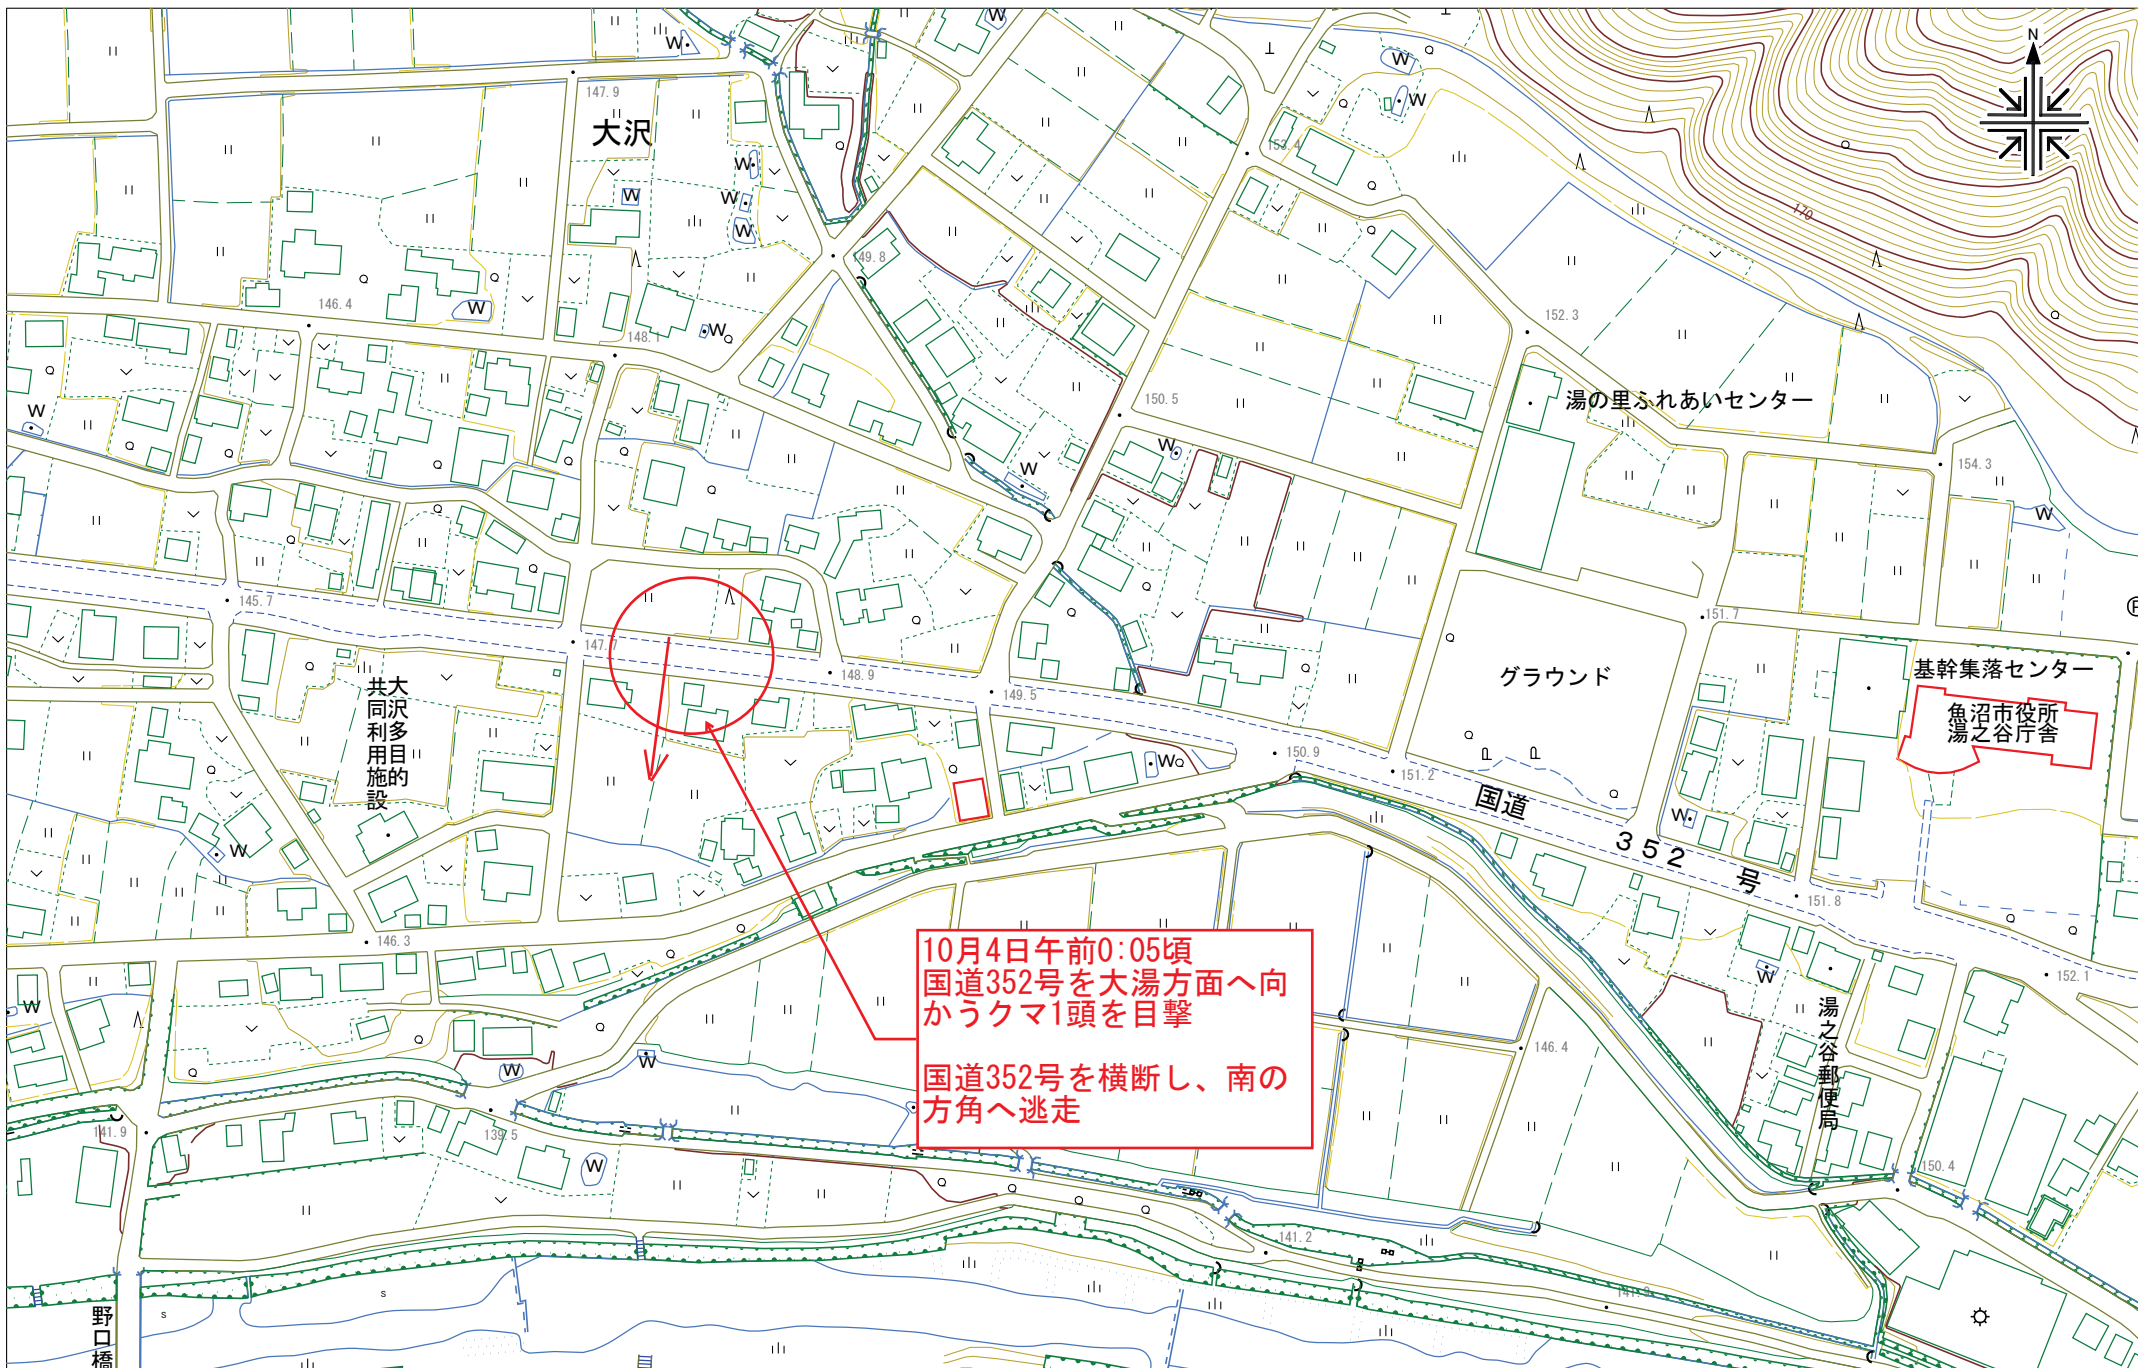 N
大沢
147.9
153.4
170
149.8
146.4
148.1
152.3
湯の里ふれあいセンター
150.5
154.3
145.7
147.7
148.9
149.5
151.7
グラウンド
基幹集落センター
魚沼市役所
湯之谷庁舎
大沢多目的
共同利用施設
150.9
151.2
国道
352
号
151.8
146.3
10月4日午前0:05頃
国道352号を大湯方面へ向
かうクマ1頭を目撃
国道352号を横断し、南の
方角へ逃走
152.1
湯之谷郵便局
146.4
141.9
139.5
150.4
141.2
野口橋